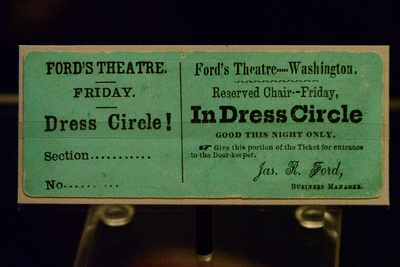 FORD'S THEATRE.
FRIDAY.
Dress Circle!
Section...........
No..... ....
Ford's Theatre----Washington.
Reserved Chair--Friday,
In Dress Circle
GOOD THIS NIGHT ONLY.
☞ Give this portion of the Ticket for entrance
to the Door-keeper.
Jas. R. Ford,
BUSINESS MANAGER.